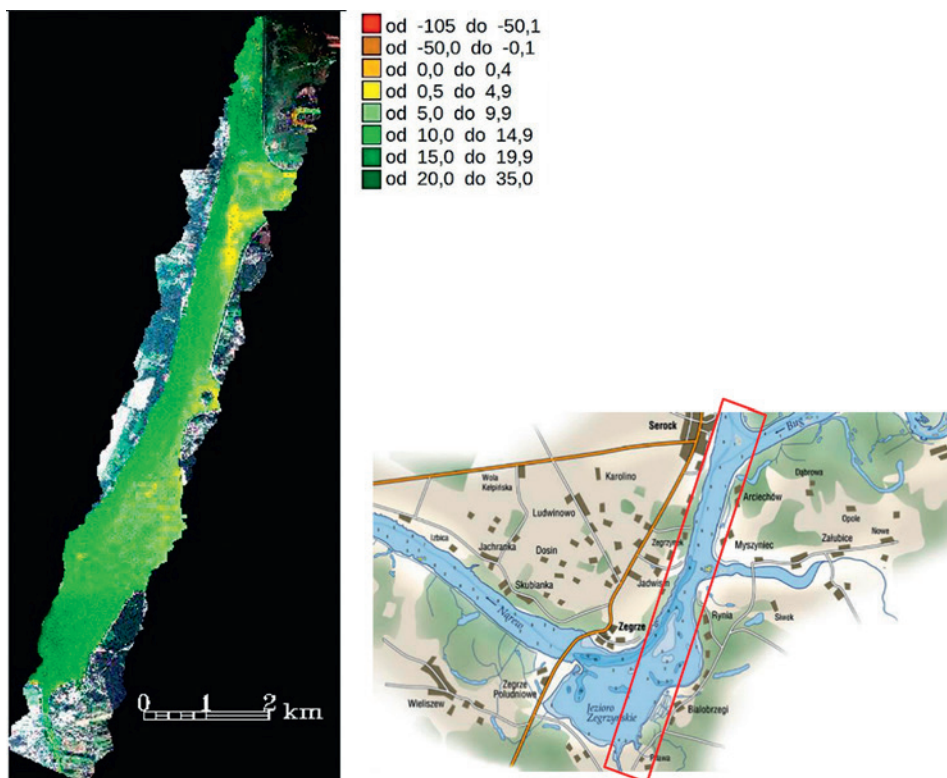 od -105 do -50,1
od -50,0 do -0,1
od 0,0 do 0,4
od 0,5 do 4,9
od 5,0 do 9,9
od 10,0 do 14,9
od 15,0 do 19,9
od 20,0 do 35,0
0 1 2 km
Serock
Bug
Wola
Kiełpińska
Karolino
Dąbrowa
Ludwinowo
Arciechów
Opole
Izbica
Zegrzynek
Nowe
Załubice
Jachranka
Dosin
Myszyniec
Skubianka
Jadwisin
Narew
Zegrze
Rynia
Siwek
Zegrze
Południowe
Wieliszew
Jezioro
Zegrzyńskie
Białobrzegi